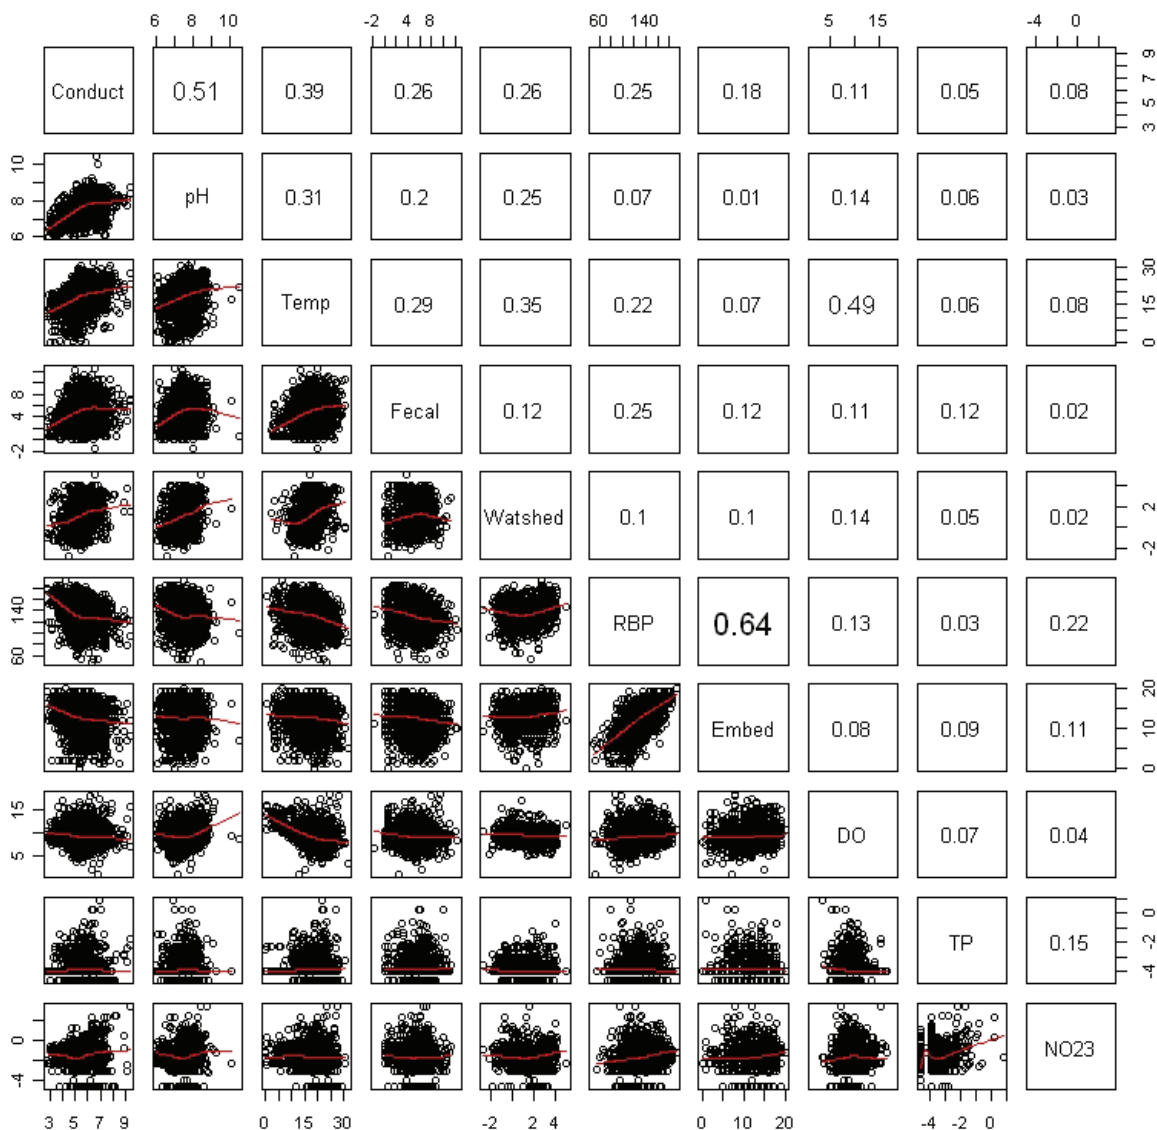 6 8 10 -2 4 8 60 140 5 15 -4 0
Conduct 0.51 0.39 0.26 0.26 0.25 0.18 0.11 0.05 0.08 3 5 7 9
6 8 10 pH 0.31 0.2 0.25 0.07 0.01 0.14 0.06 0.03
Temp 0.29 0.35 0.22 0.07 0.49 0.06 0.08 0 15 30
-2 4 8 Fecal 0.12 0.25 0.12 0.11 0.12 0.02
Watshed 0.1 0.1 0.14 0.05 0.02 -2 2
60 140 RBP 0.64 0.13 0.03 0.22
Embed 0.08 0.09 0.11 0 10 20
5 15 DO 0.07 0.04
TP 0.15 -4 -2 0
-4 0 NO23
3 5 7 9 0 15 30 -2 2 4 0 10 20 -4 -2 0